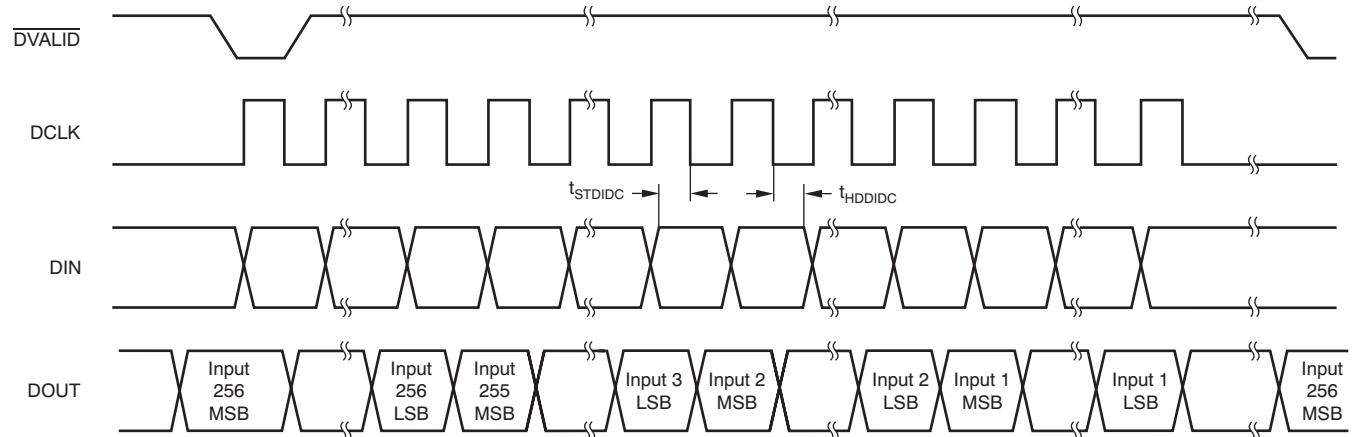 DVALID
DCLK
tSTDIDC
tHDDIDC
DIN
DOUT
Input
256
MSB
Input
256
LSB
Input
255
MSB
Input 3
LSB
Input 2
MSB
Input 2
LSB
Input 1
MSB
Input 1
LSB
Input
256
MSB